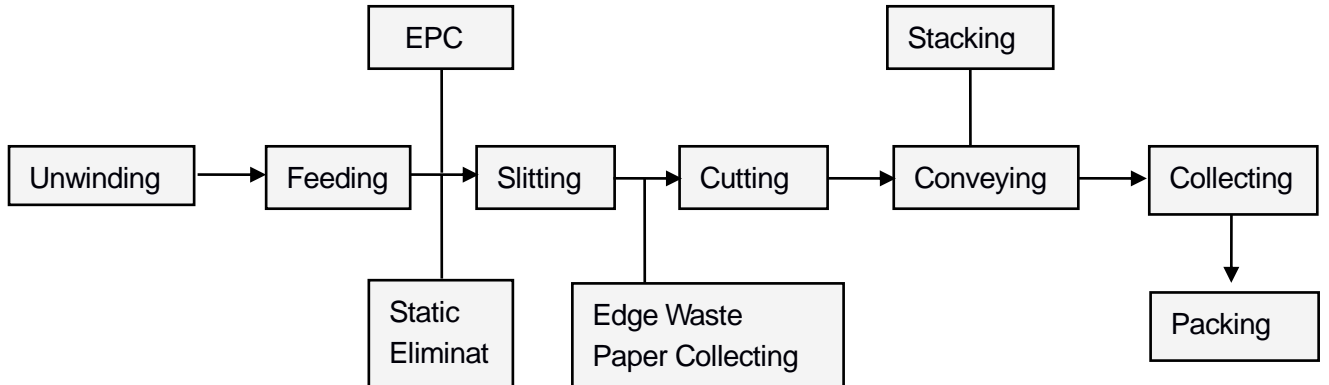 EPC
Stacking
Unwinding
Feeding
Slitting
Cutting
Conveying
Collecting
Static
Eliminat
Edge Waste
Paper Collecting
Packing